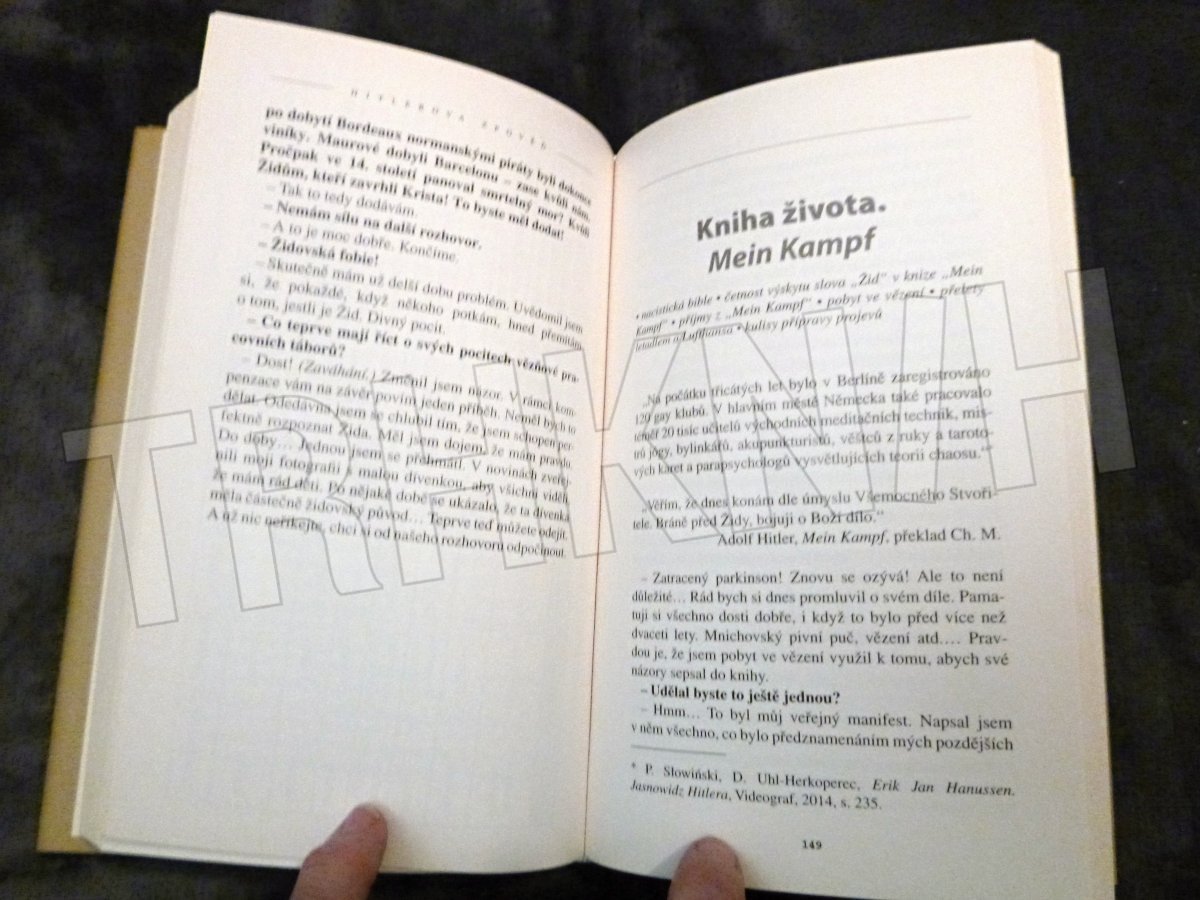 HITLEROVA ZPOVĚĎ
po dobytí Bordeaux normanskými piráty byli dokonce
viníky. Maurové dobyli Barcelonu – zase kvůli nám.
Pročpak ve 14. století panoval smrtelný mor? Kvůli
Židům, kteří zavrhli Krista! To byste měl dodat!
– Tak to tedy dodávám.
– Nemám sílu na další rozhovor.
– A to je moc dobře. Končíme.
– Židovská fobie!
– Skutečně mám už delší dobu problém. Uvědomil jsem
si, že pokaždé, když někoho potkám, hned přemítám
o tom, jestli je Žid. Divný pocit.
– Co teprve mají říct o svých pocitech vězňové pra-
covních táborů?
– Dost! (Zaváhání.) Změnil jsem názor. V rámci kom-
penzace vám na závěr povím jeden příběh. Neměl bych to
dělat. Odedávna jsem se chlubil tím, že jsem schopen per-
fektně rozpoznat Žida. Měl jsem dojem, že mám pravdu.
Do doby… Jednou jsem se přehmátl. V novinách zveřej-
nili moji fotografii s malou dívenkou, aby všichni viděli,
že mám rád děti. Po nějaké době se ukázalo, že ta dívenka
měla částečně židovský původ… Teprve teď můžete odejít.
A už nic neříkejte, chci si od našeho rozhovoru odpočinout.
Kniha života.
Mein Kampf
• nacistická bible • četnost výskytu slova „Žid“ v knize „Mein
Kampf“ • příjmy z „Mein Kampf“ • pobyt ve vězení • přelety
letadlem a Lufthansa • kulisy přípravy projevů
„Na počátku třicátých let bylo v Berlíně zaregistrováno
120 gay klubů. V hlavním městě Německa také pracovalo
téměř 20 tisíc učitelů východních meditačních technik, mis-
trů jógy, bylinkářů, akupunkturistů, věštců z ruky a taroto-
vých karet a parapsychologů vysvětlujících teorii chaosu.“*
„Věřím, že dnes konám dle úmyslu Všemocného Stvoři-
tele. Bráně před Židy, bojuji o Boží dílo.“
Adolf Hitler, Mein Kampf, překlad Ch. M.
– Zatracený parkinson! Znovu se ozývá! Ale to není
důležité… Rád bych si dnes promluvil o svém díle. Pama-
tuji si všechno dosti dobře, i když to bylo před více než
dvaceti lety. Mnichovský pivní puč, vězení atd.… Prav-
dou je, že jsem pobyt ve vězení využil k tomu, abych své
názory sepsal do knihy.
– Udělal byste to ještě jednou?
– Hmm… To byl můj veřejný manifest. Napsal jsem
v něm všechno, co bylo předznamenáním mých pozdějších
* P. Słowiński, D. Uhl-Herkoperec, Erik Jan Hanussen.
Jasnowidz Hitlera, Videograf, 2014, s. 235.
149
TRHKNIH